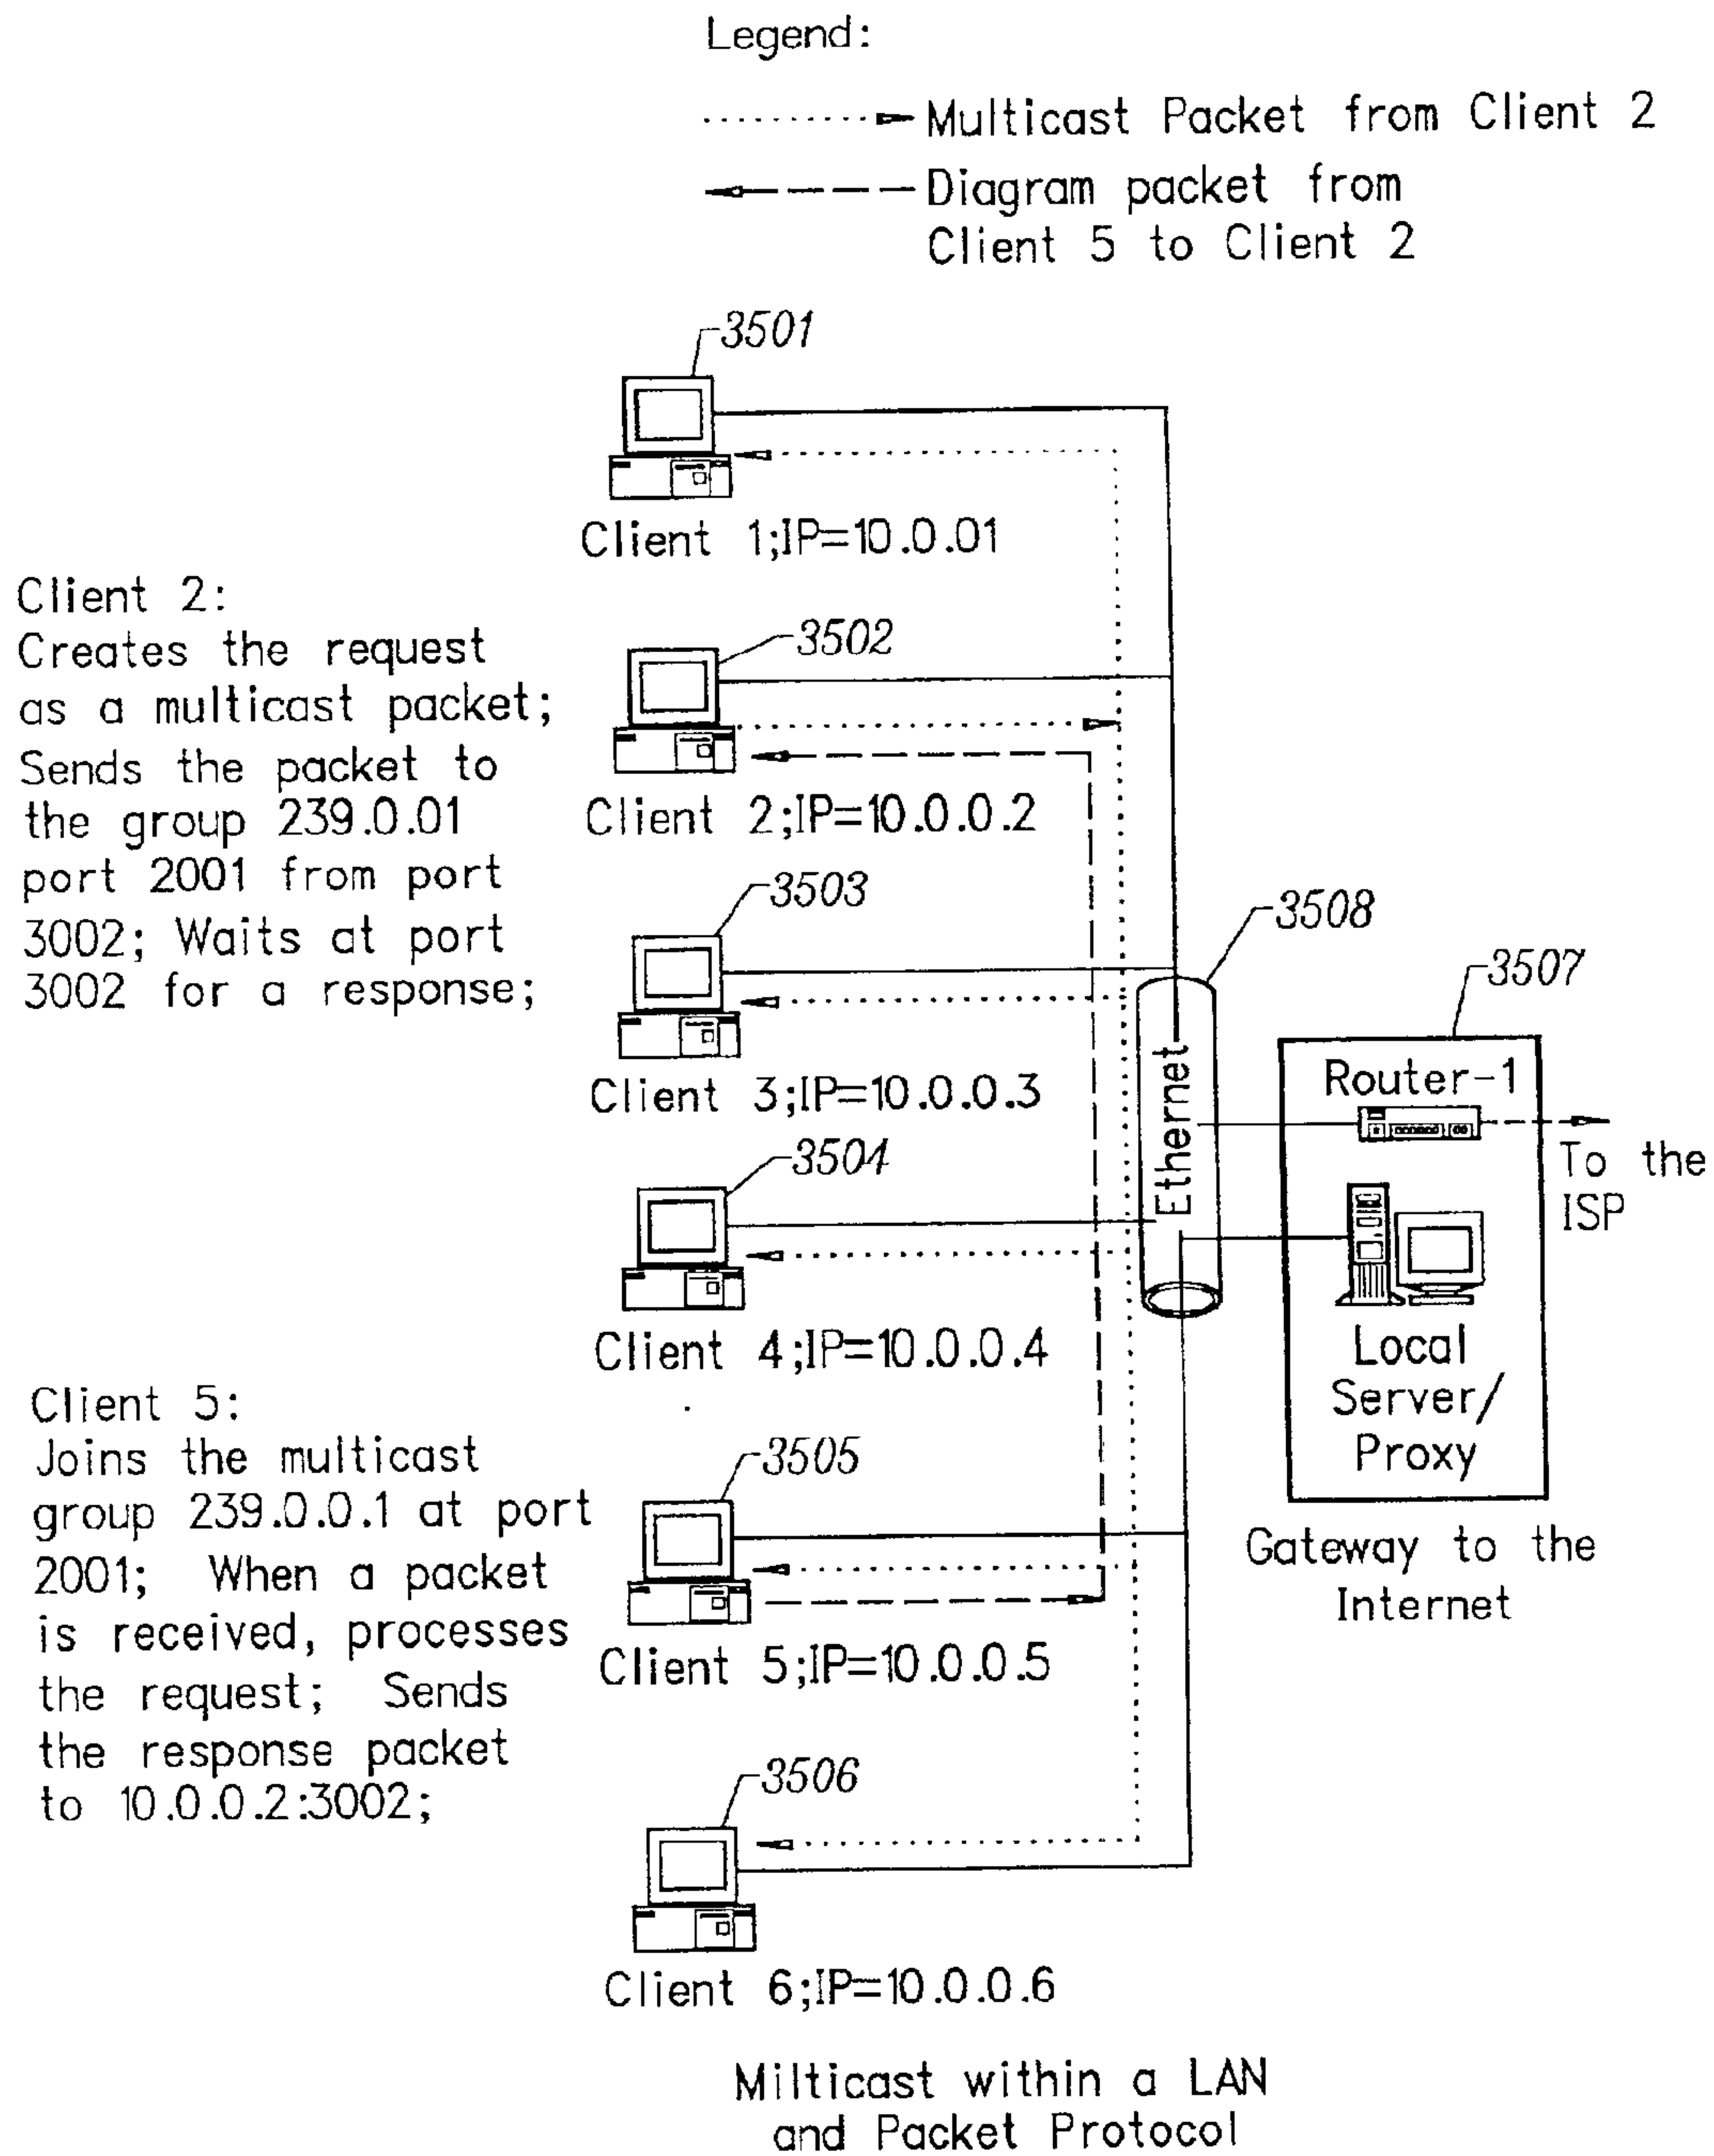 Legend:
Multicast Packet from Client 2
Diagram packet from
Client 5 to Client 2
3501
Client 1;IP=10.0.01
Client 2:
Creates the request
as a multicast packet;
Sends the packet to
the group 239.0.01
port 2001 from port
3002; Waits at port
3002 for a response;
3502
Client 2;IP=10.0.0.2
3503
Client 3;IP=10.0.0.3
3508
3507
Ethernet
Router-1
To the
ISP
3504
Client 4;IP=10.0.0.4
Local
Server/
Proxy
Gateway to the
Internet
Client 5:
Joins the multicast
group 239.0.0.1 at port
2001; When a packet
is received, processes
the request; Sends
the response packet
to 10.0.0.2:3002;
3505
Client 5;IP=10.0.0.5
3506
Client 6;IP=10.0.0.6
Milticast within a LAN
and Packet Protocol